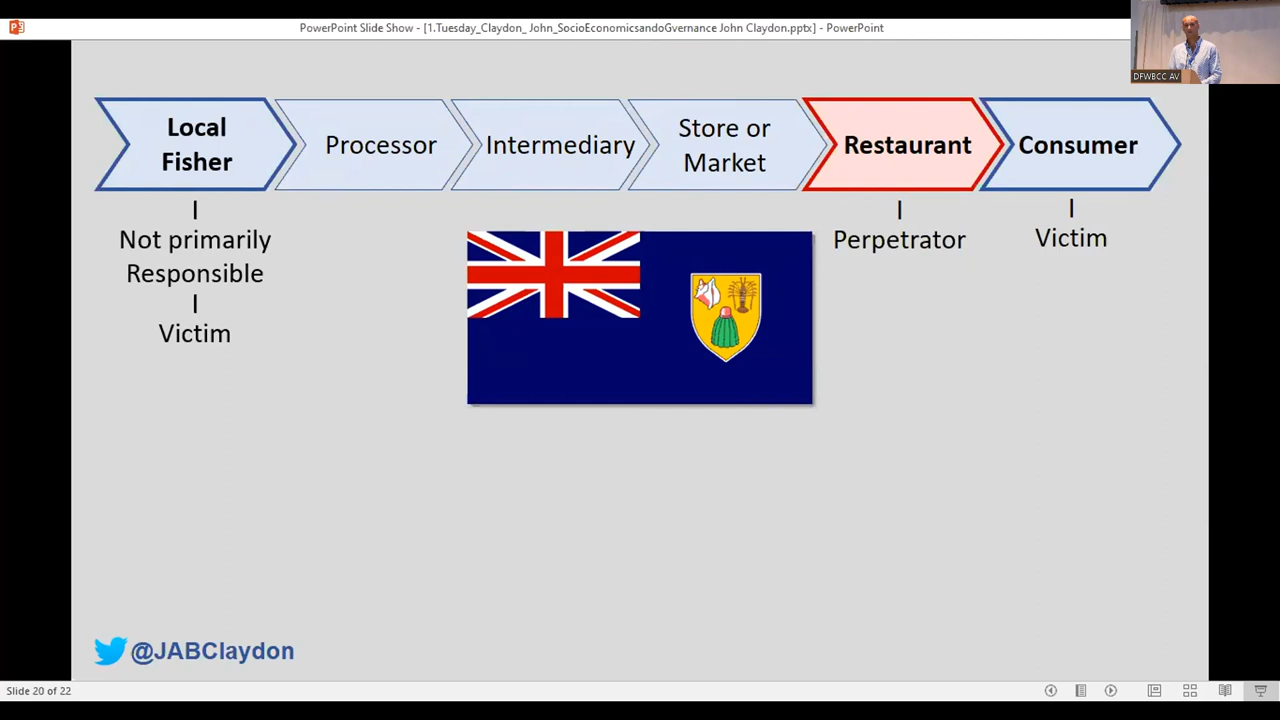 PowerPoint Slide Show - [1.Tuesday_Claydon_ John_SocioEconomicsandoGvernance John Claydon.pptx] - PowerPoint
DFWBCC AV
Local
Fisher
Processor
Intermediary
Store or
Market
Restaurant
Consumer
Not primarily
Responsible
Victim
Perpetrator
Victim
@JABClaydon
Slide 20 of 22